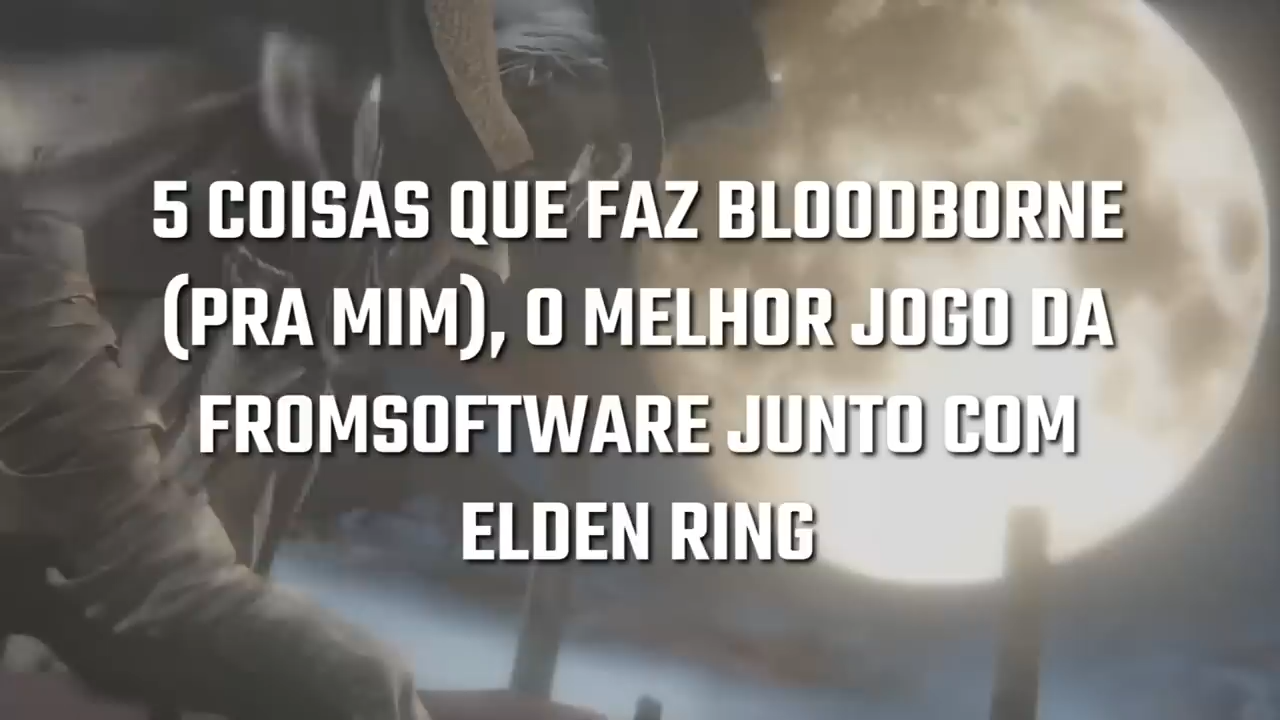 5 COISAS QUE FAZ BLOODBORNE
(PRA MIM), O MELHOR JOGO DA
FROMSOFTWARE JUNTO COM
ELDEN RING